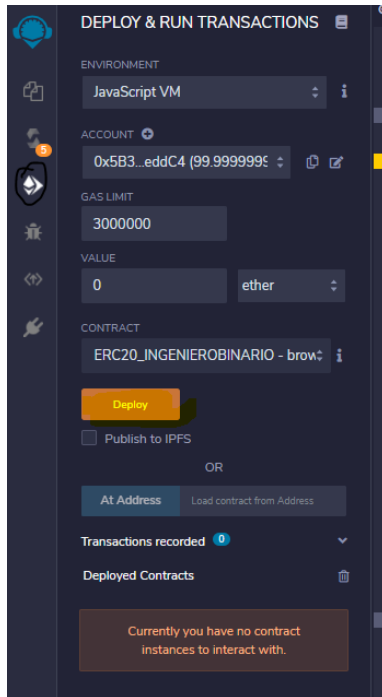 DEPLOY & RUN TRANSACTIONS
ENVIRONMENT
JavaScript VM
i
ACCOUNT
5
0x5B3...eddC4 (99.9999999
GAS LIMIT
3000000
VALUE
0 ether
CONTRACT
ERC20_INGENIEROBINARIO - brow
i
Deploy
Publish to IPFS
OR
At Address Load contract from Address
Transactions recorded 0
Deployed Contracts
Currently you have no contract
instances to interact with.